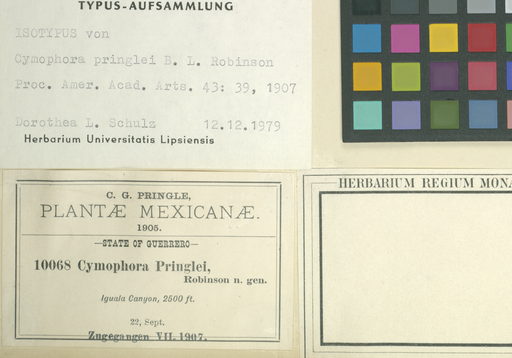 TYPUS-AUFSAMMLUNG
ISOTYPUS von
Cymophora pringlei B. L. Robinson
Proc. Amer. Acad. Arts. 43: 39, 1907
Dorothea L. Schulz 12.12.1979
Herbarium Universitatis Lipsiensis
C. G. PRINGLE,
PLANTÆ MEXICANÆ.
1905.
—STATE OF GUERRERO—
10068 Cymophora Pringlei,
Robinson n. gen.
Iguala Canyon, 2500 ft.
22, Sept.
Zugegangen VII. 1907.
HERBARIUM REGIUM MONA